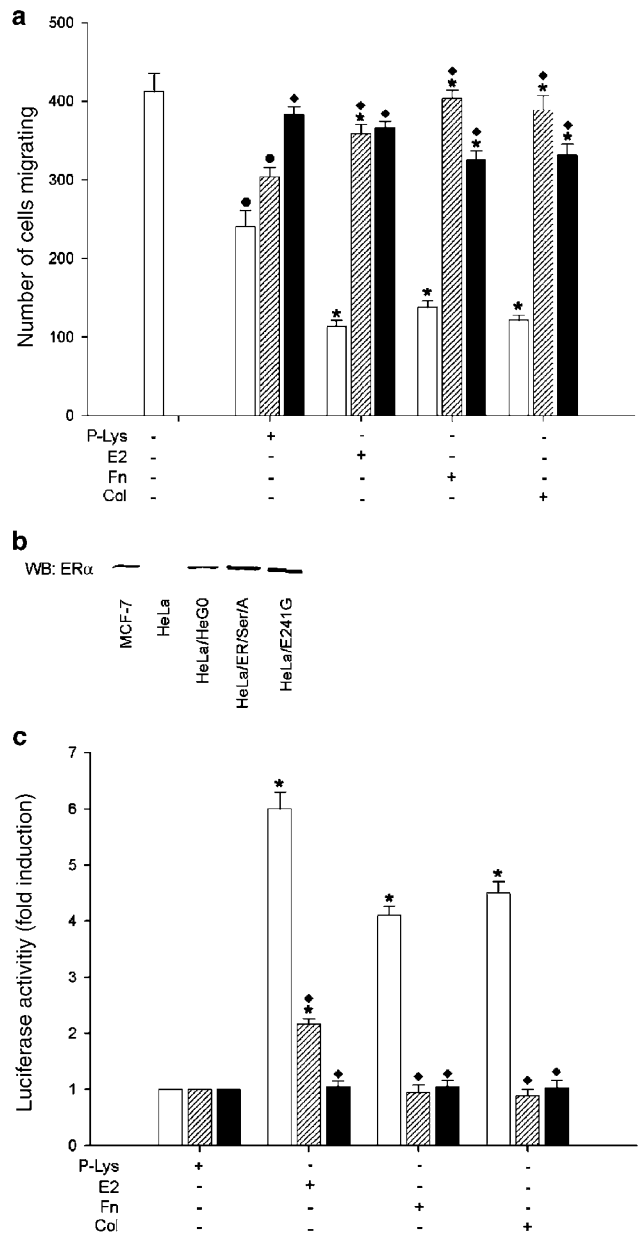 a
500
400
300
200
100
0
Number of cells migrating
P-Lys - + - - -
E2 - - + - -
Fn - - - + -
Col - - - - +
b
WB: ERα
MCF-7
HeLa
HeLa/HeG0
HeLa/ER/Ser/A
HeLa/E241G
c
7
6
5
4
3
2
1
0
Luciferase activitiy (fold induction)
P-Lys + - - -
E2 - + - -
Fn - - + -
Col - - - +